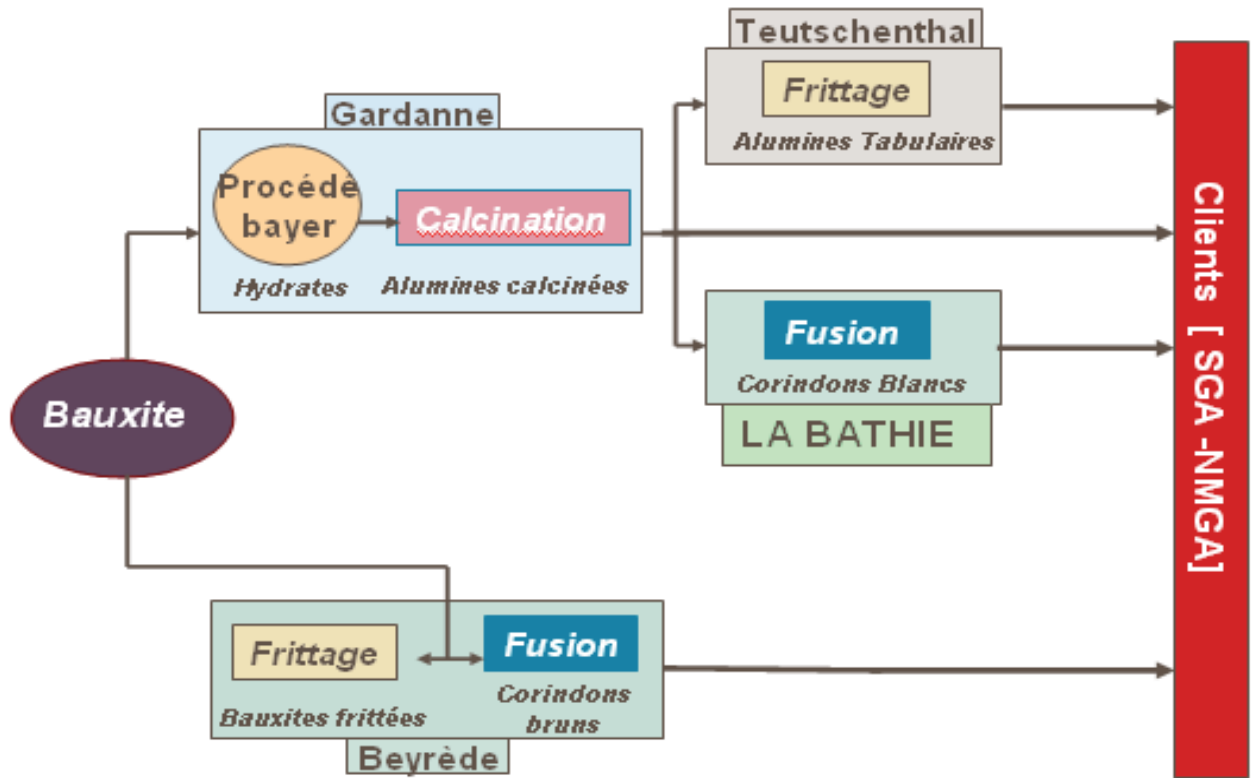 Teutschenthal
Frittage
Alumines Tabulaires
Gardanne
Procédé
bayer
Calcination
Hydrates
Alumines calcinées
Fusion
Corindons Blancs
LA BATHIE
Bauxite
Frittage
Bauxites frittées
Fusion
Corindons
bruns
Beyrède
Clients [ SGA -NMGA]